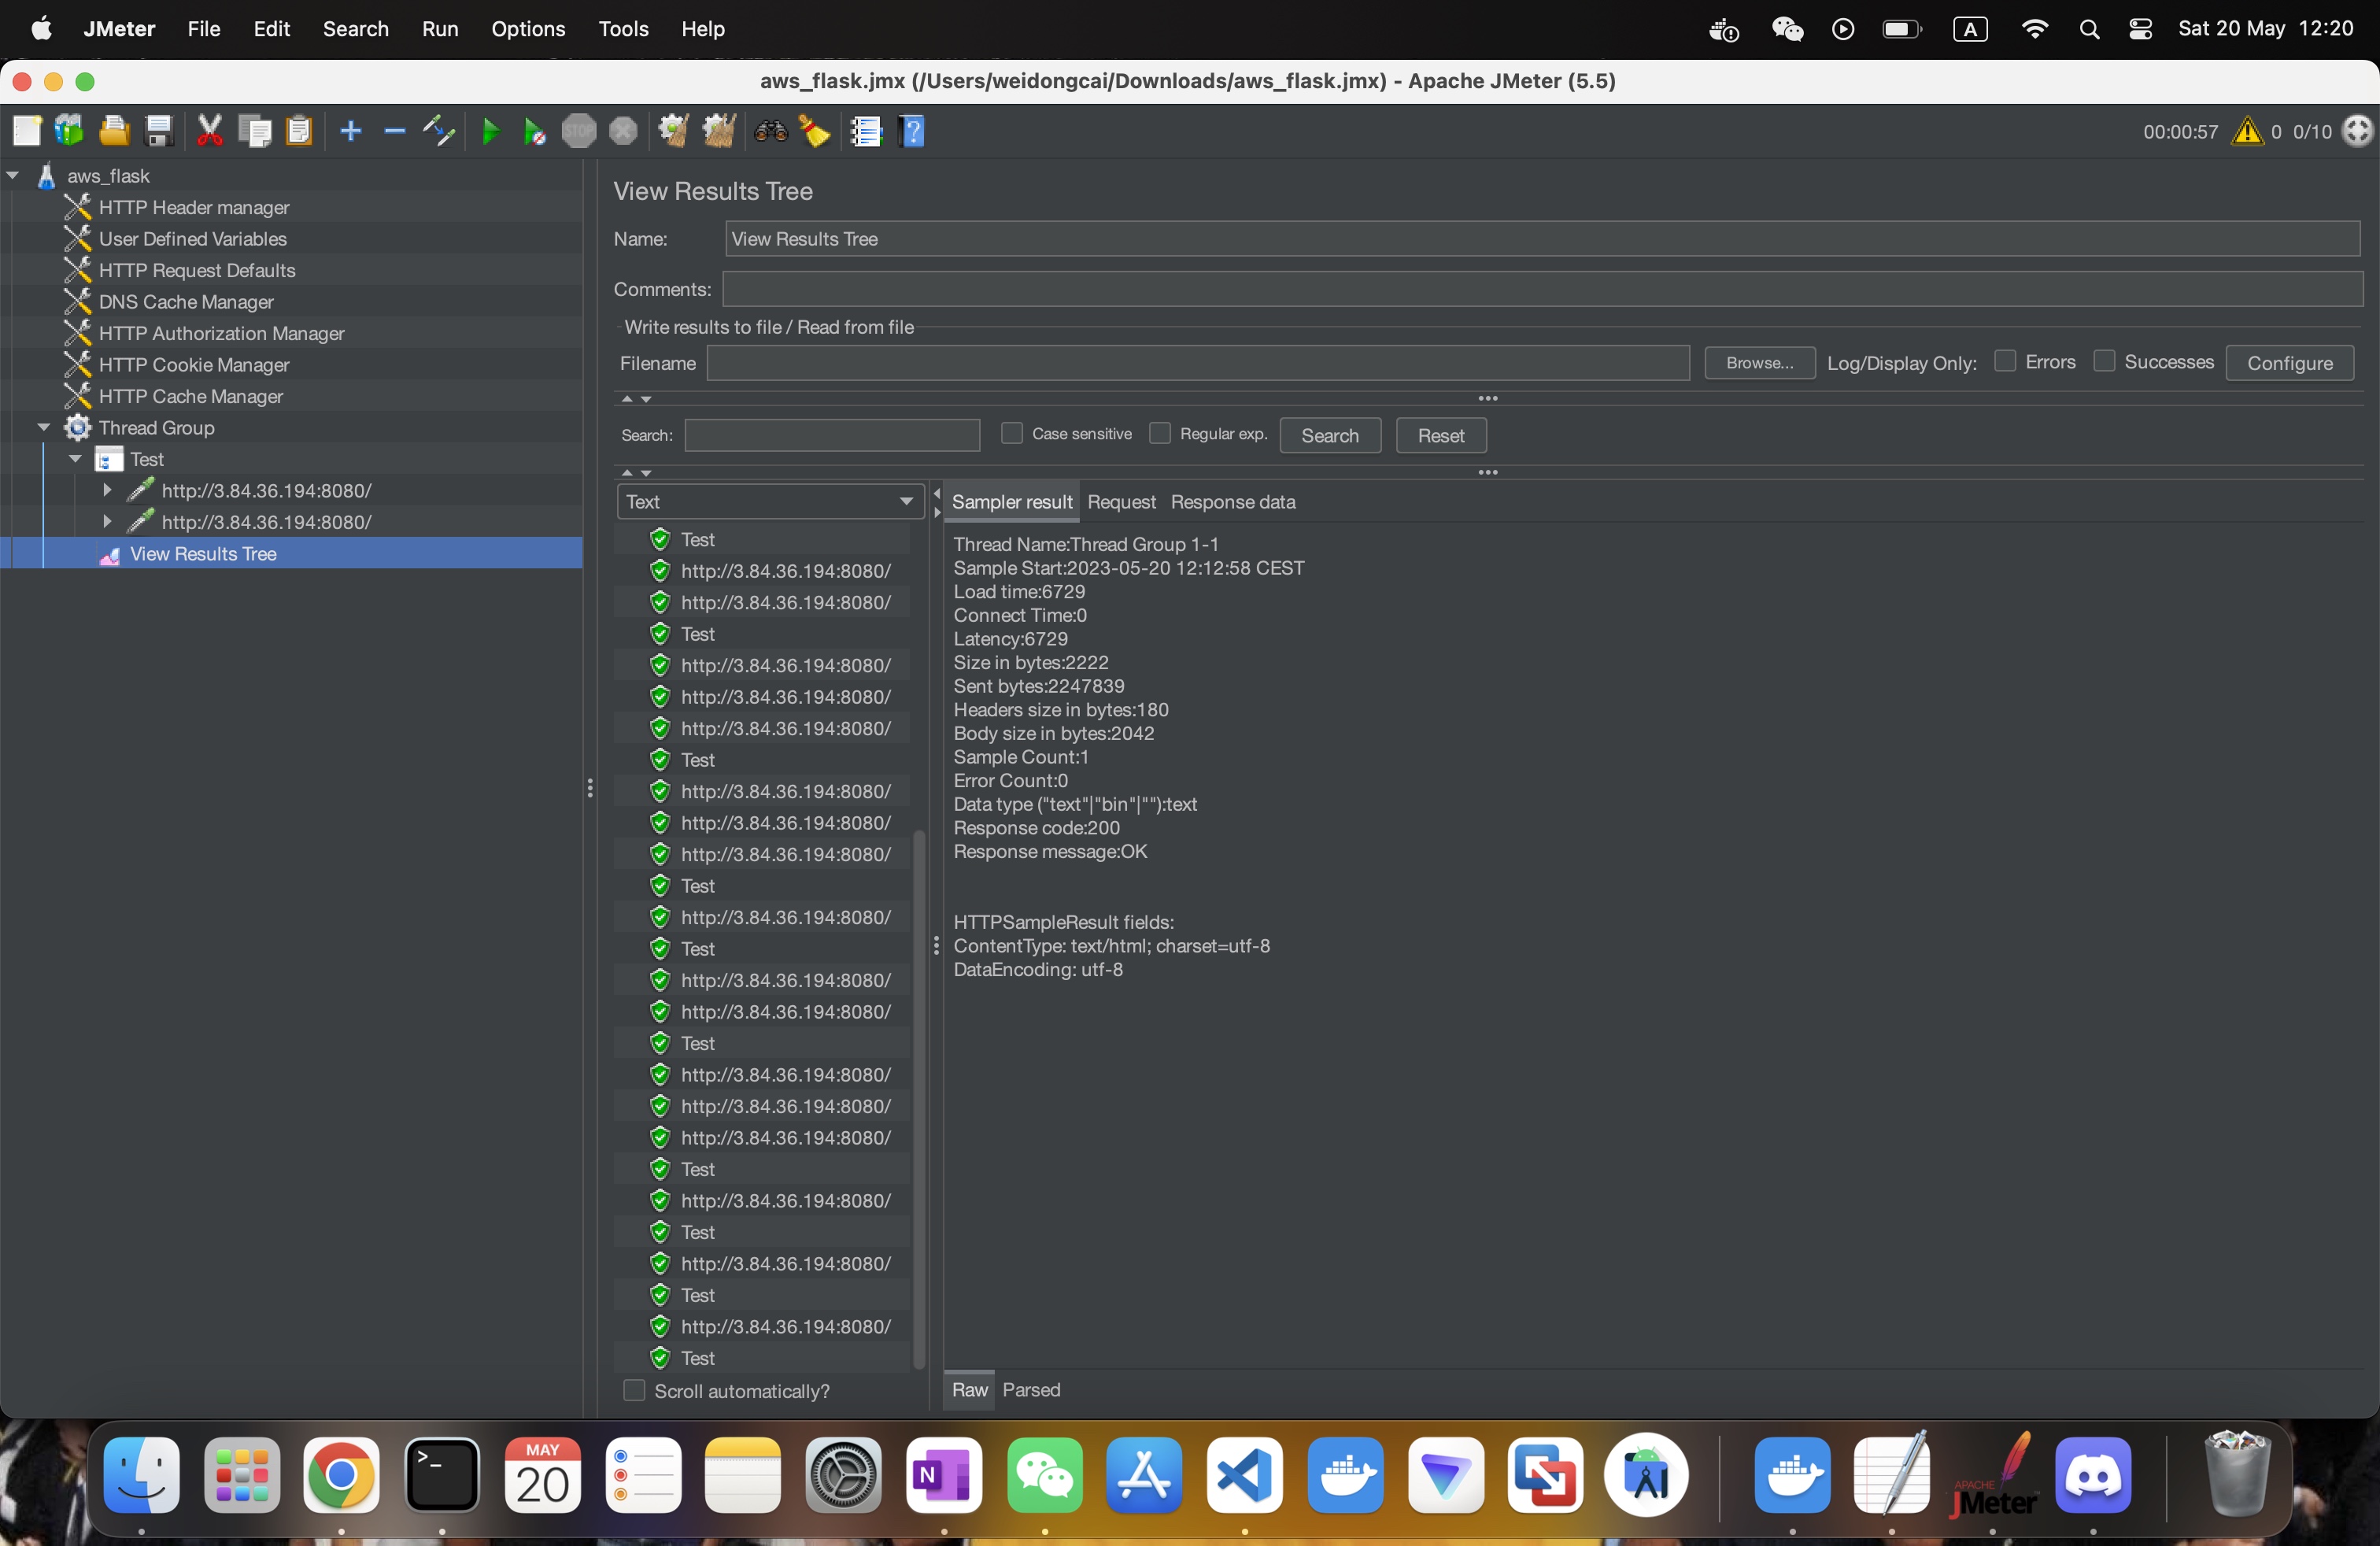 JMeter File Edit Search Run Options Tools Help A Sat 20 May 12:20
aws_flask.jmx (/Users/weidongcai/Downloads/aws_flask.jmx) - Apache JMeter (5.5)
STOP ? 00:00:57 0 0/10
aws_flask
HTTP Header manager
User Defined Variables
HTTP Request Defaults
DNS Cache Manager
HTTP Authorization Manager
HTTP Cookie Manager
HTTP Cache Manager
Thread Group
Test
http://3.84.36.194:8080/
http://3.84.36.194:8080/
View Results Tree
View Results Tree
Name: View Results Tree
Comments:
Write results to file / Read from file
Filename Browse... Log/Display Only: Errors Successes Configure
Search: Case sensitive Regular exp. Search Reset
Text
Test
http://3.84.36.194:8080/
http://3.84.36.194:8080/
Test
http://3.84.36.194:8080/
http://3.84.36.194:8080/
http://3.84.36.194:8080/
Test
http://3.84.36.194:8080/
http://3.84.36.194:8080/
http://3.84.36.194:8080/
Test
http://3.84.36.194:8080/
Test
http://3.84.36.194:8080/
http://3.84.36.194:8080/
Test
http://3.84.36.194:8080/
http://3.84.36.194:8080/
http://3.84.36.194:8080/
Test
http://3.84.36.194:8080/
Test
http://3.84.36.194:8080/
Test
http://3.84.36.194:8080/
Test
Scroll automatically?
Sampler result Request Response data
Thread Name:Thread Group 1-1
Sample Start:2023-05-20 12:12:58 CEST
Load time:6729
Connect Time:0
Latency:6729
Size in bytes:2222
Sent bytes:2247839
Headers size in bytes:180
Body size in bytes:2042
Sample Count:1
Error Count:0
Data type ("text"|"bin"|""):text
Response code:200
Response message:OK
HTTPSampleResult fields:
ContentType: text/html; charset=utf-8
DataEncoding: utf-8
Raw Parsed
>_
MAY
20
N
APACHE
JMeter